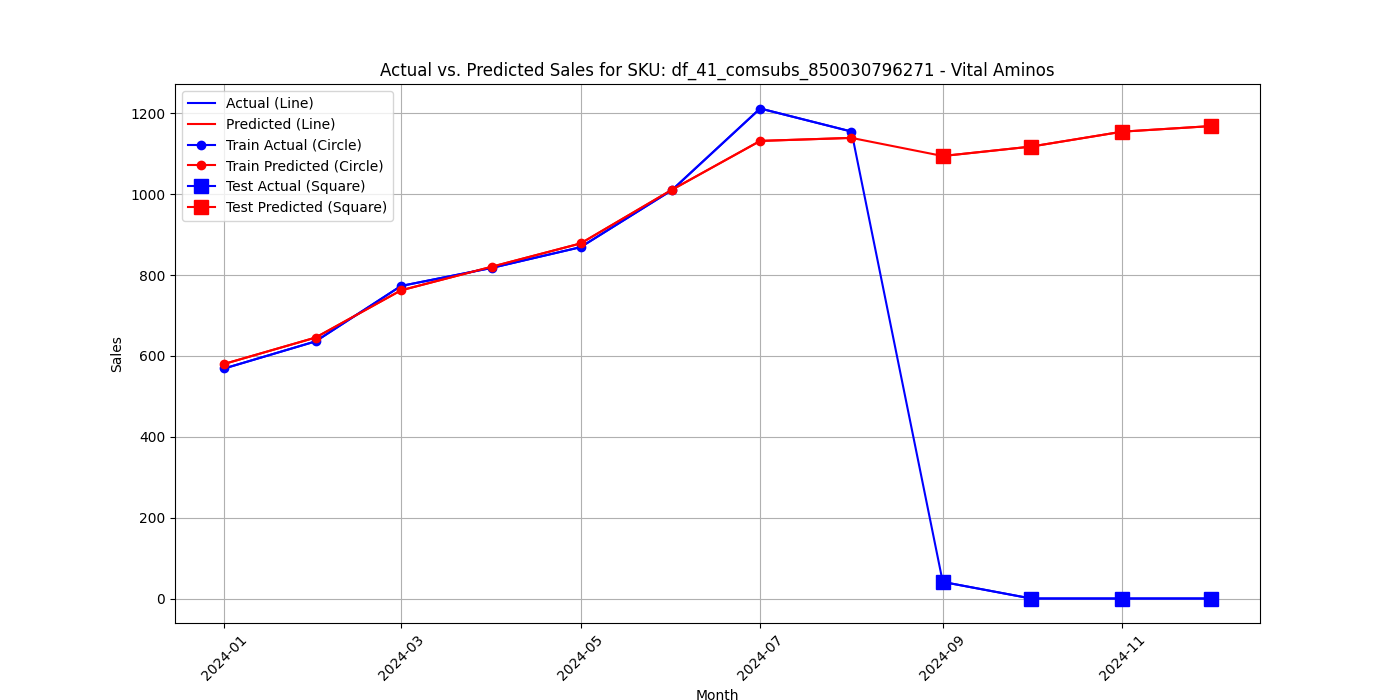 Actual vs. Predicted Sales for SKU: df_41_comsubs_850030796271 - Vital Aminos
Actual (Line)
Predicted (Line)
Train Actual (Circle)
Train Predicted (Circle)
Test Actual (Square)
Test Predicted (Square)
1200
1000
800
600
400
200
0
Sales
2024-01
2024-03
2024-05
2024-07
2024-09
2024-11
Month